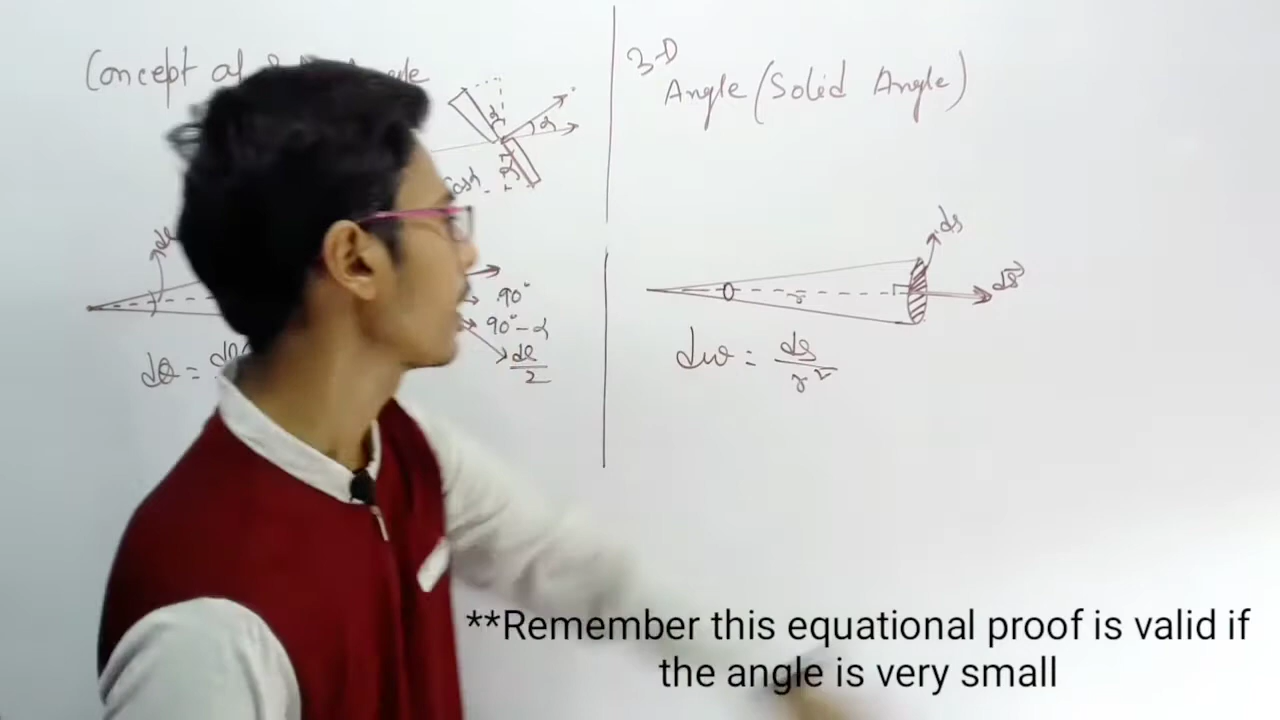 Concept of
3-D
Angle (Solid Angle)
α
α
90°
90° - α
dl/2
dθ =
ds
r
dS⃗
dω = ds/r²
**Remember this equational proof is valid if
the angle is very small